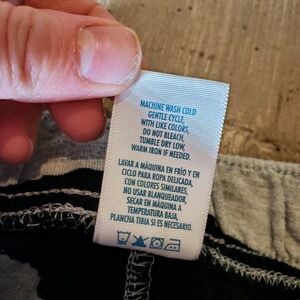 MACHINE WASH COLD
GENTLE CYCLE,
WITH LIKE COLORS,
DO NOT BLEACH,
TUMBLE DRY LOW,
WARM IRON IF NEEDED.
LAVAR A MÁQUINA EN FRÍO Y EN
CICLO PARA ROPA DELICADA,
CON COLORES SIMILARES,
NO USAR BLANQUEADOR,
SECAR EN MÁQUINA A
TEMPERATURA BAJA,
PLANCHA TIBIA SI ES NECESARIO.